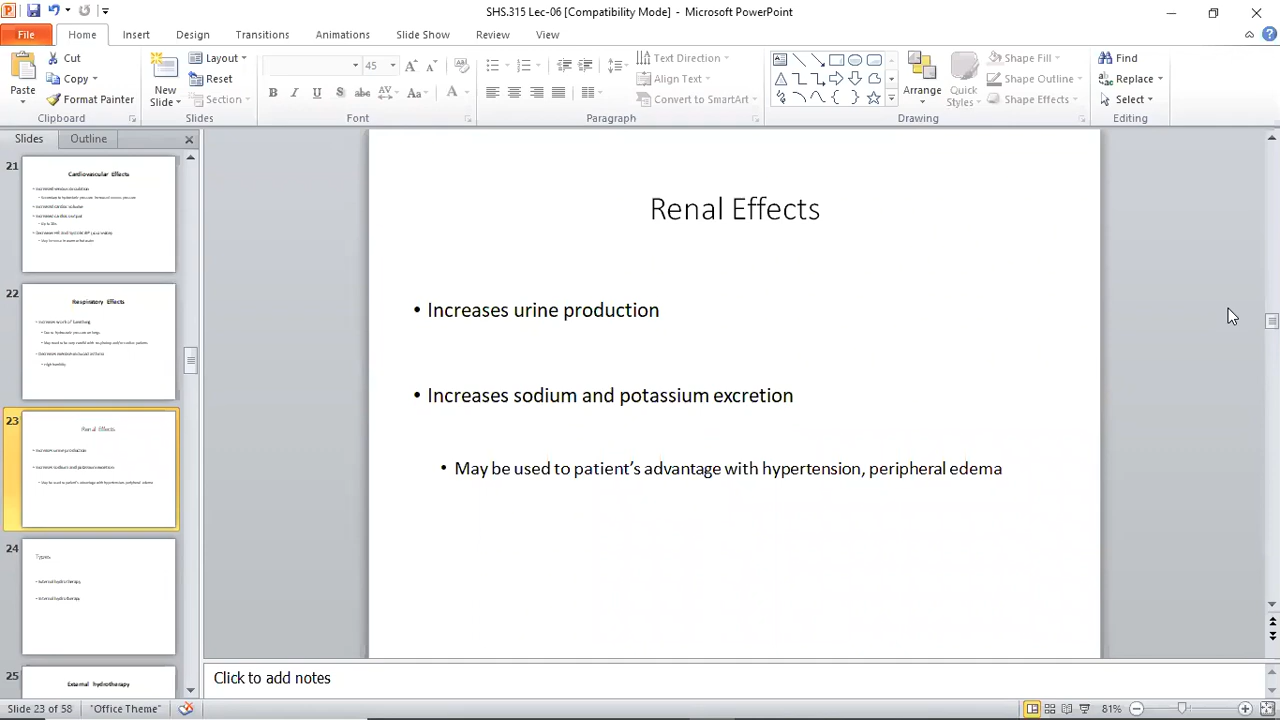 SHS.315 Lec-06 [Compatibility Mode] - Microsoft PowerPoint
File Home Insert Design Transitions Animations Slide Show Review View
Paste Cut Copy Format Painter Clipboard
New Slide Layout Reset Section Slides
45 Font
Text Direction Align Text Convert to SmartArt Paragraph
Arrange Quick Styles Shape Fill Shape Outline Shape Effects Drawing
Find Replace Select Editing
Slides Outline
21
Cardiovascular Effects
22
Respiratory Effects
23
Renal Effects
24
Types
25
External hydrotherapy
Renal Effects
• Increases urine production
• Increases sodium and potassium excretion
• May be used to patient’s advantage with hypertension, peripheral edema
Click to add notes
Slide 23 of 58 "Office Theme" 81%